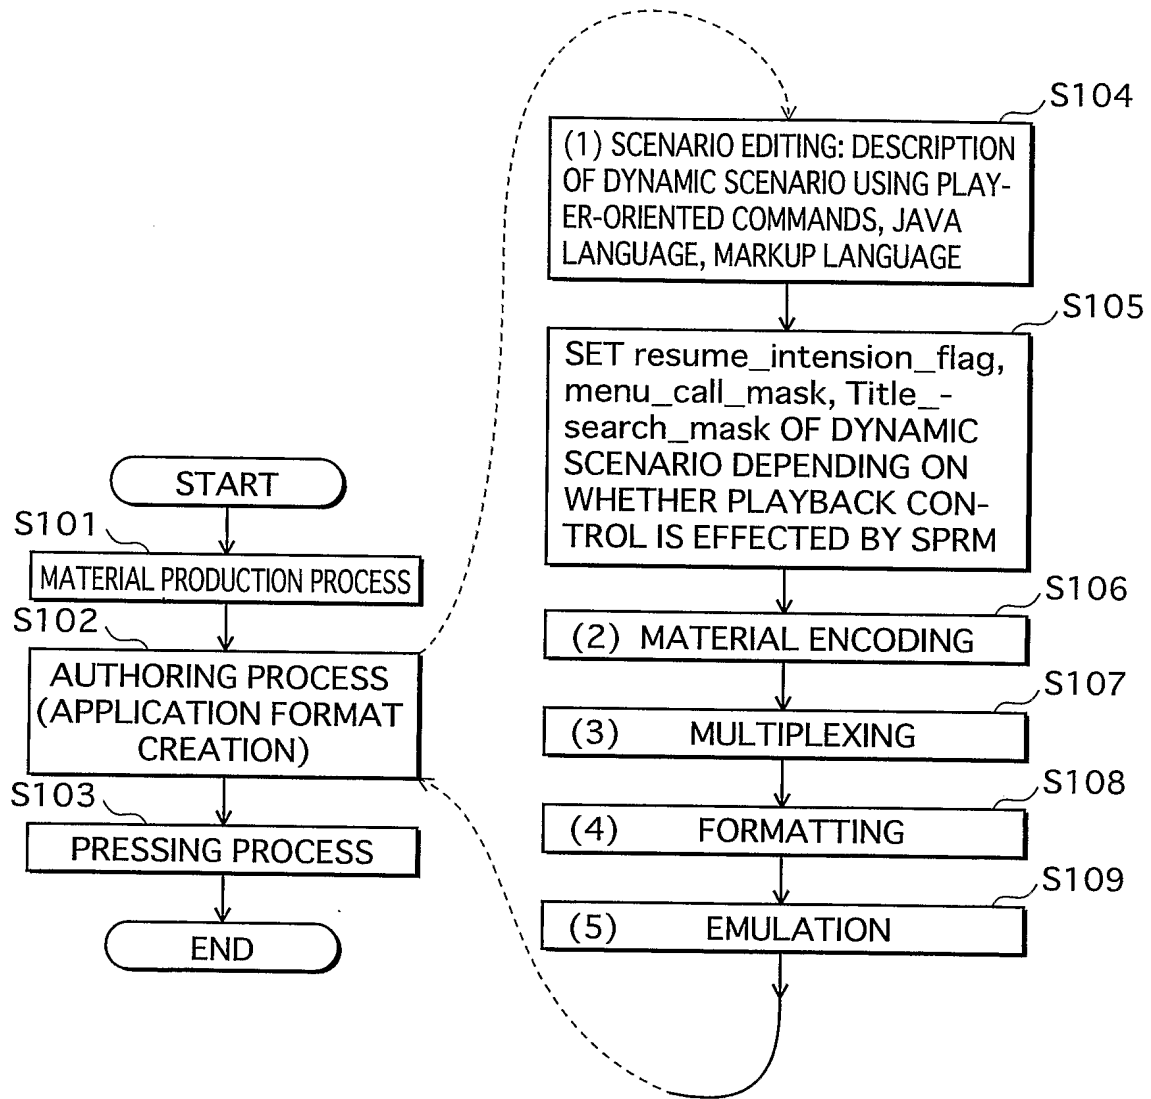 START
S101
MATERIAL PRODUCTION PROCESS
S102
AUTHORING PROCESS
(APPLICATION FORMAT
CREATION)
S103
PRESSING PROCESS
END
S104
(1) SCENARIO EDITING: DESCRIPTION
OF DYNAMIC SCENARIO USING PLAY-
ER-ORIENTED COMMANDS, JAVA
LANGUAGE, MARKUP LANGUAGE
S105
SET resume_intension_flag,
menu_call_mask, Title_-
search_mask OF DYNAMIC
SCENARIO DEPENDING ON
WHETHER PLAYBACK CON-
TROL IS EFFECTED BY SPRM
S106
(2) MATERIAL ENCODING
S107
(3) MULTIPLEXING
S108
(4) FORMATTING
S109
(5) EMULATION